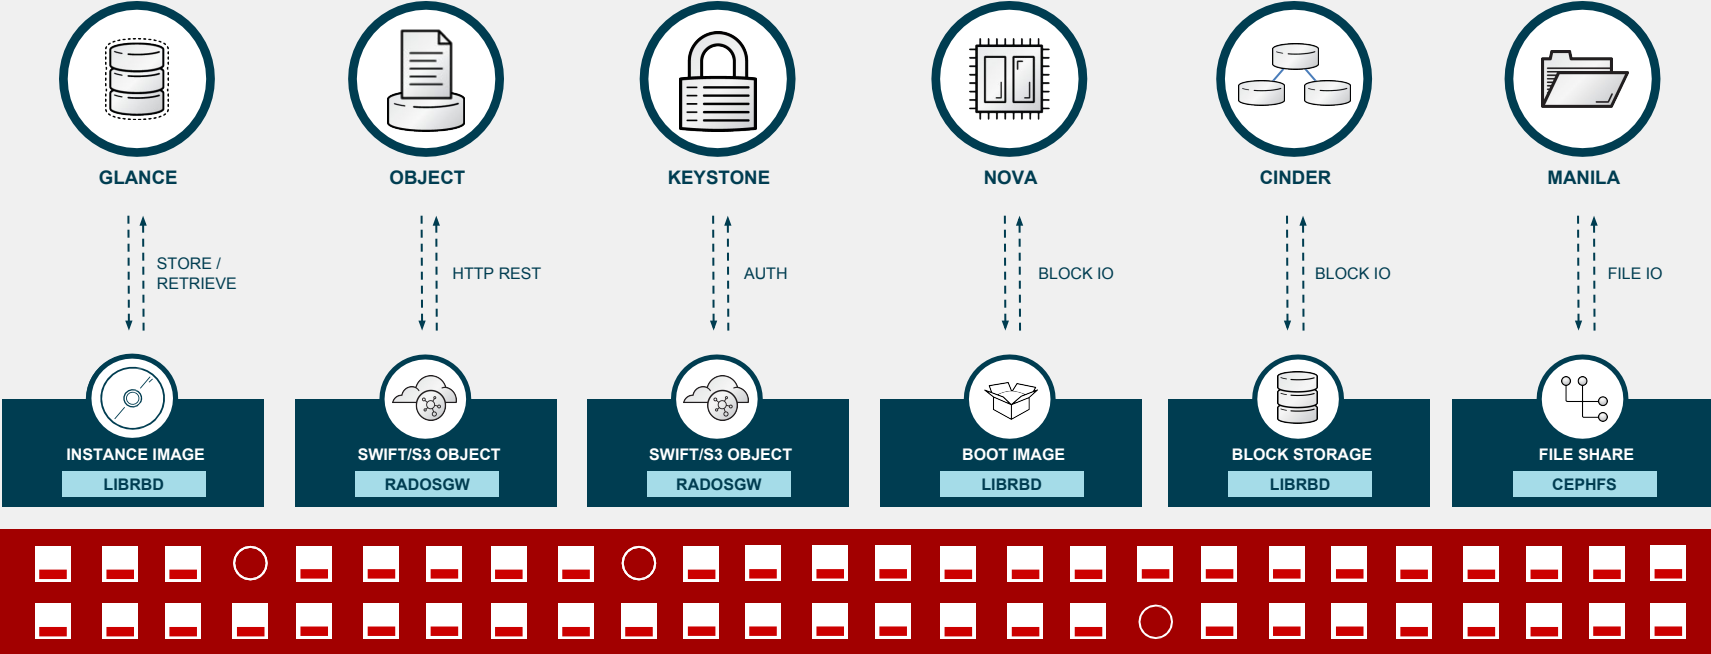 GLANCE
OBJECT
KEYSTONE
NOVA
CINDER
MANILA
STORE /
RETRIEVE
HTTP REST
AUTH
BLOCK IO
BLOCK IO
FILE IO
INSTANCE IMAGE
LIBRBD
SWIFT/S3 OBJECT
RADOSGW
SWIFT/S3 OBJECT
RADOSGW
BOOT IMAGE
LIBRBD
BLOCK STORAGE
LIBRBD
FILE SHARE
CEPHFS